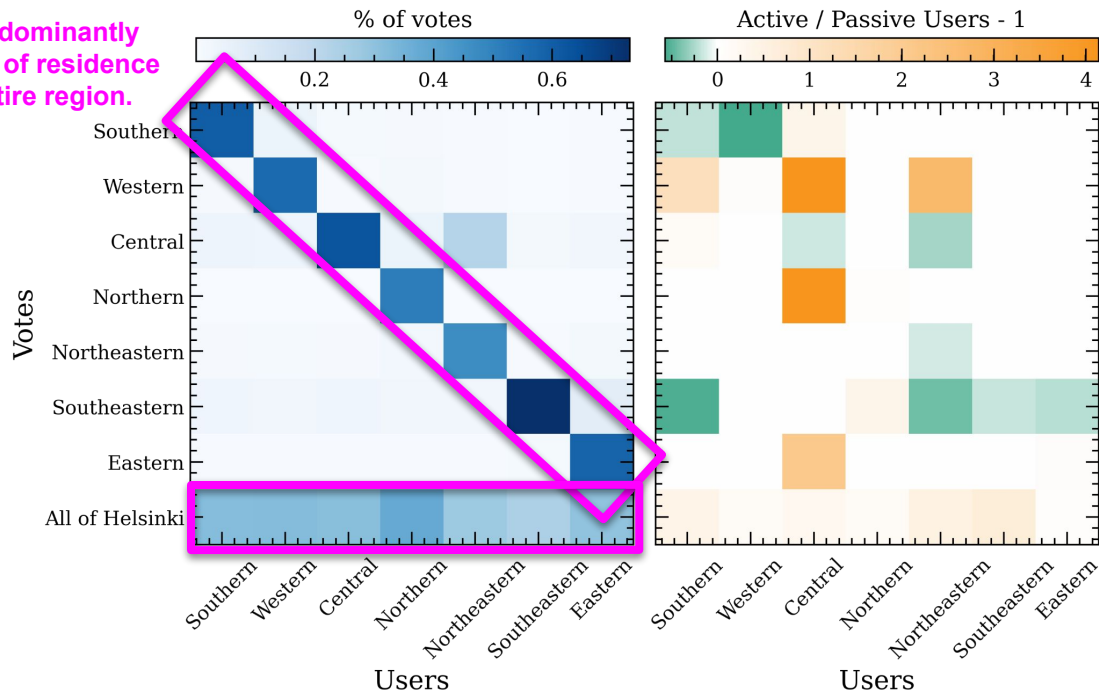 dominantly
of residence
tire region.
% of votes
0.2 0.4 0.6
Active / Passive Users - 1
0 1 2 3 4
Votes
Southern
Western
Central
Northern
Northeastern
Southeastern
Eastern
All of Helsinki
Southern Western Central Northern Northeastern Southeastern Eastern
Users
Southern Western Central Northern Northeastern Southeastern Eastern
Users